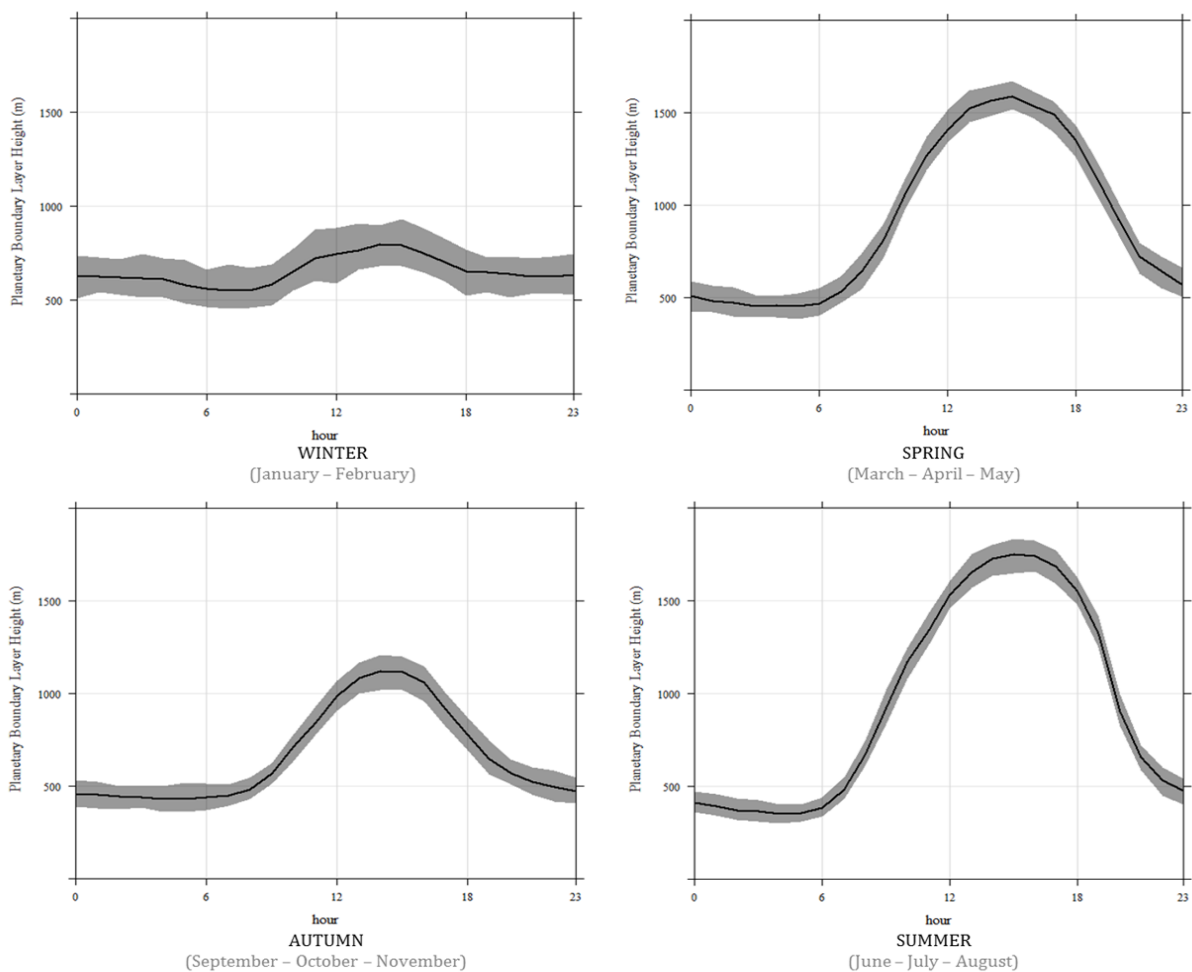 Planetary Boundary Layer Height (m)
1500
1000
500
0 6 12 18 23
hour
WINTER
(January – February)
Planetary Boundary Layer Height (m)
1500
1000
500
0 6 12 18 23
hour
SPRING
(March – April – May)
Planetary Boundary Layer Height (m)
1500
1000
500
0 6 12 18 23
hour
AUTUMN
(September – October – November)
Planetary Boundary Layer Height (m)
1500
1000
500
0 6 12 18 23
hour
SUMMER
(June – July – August)